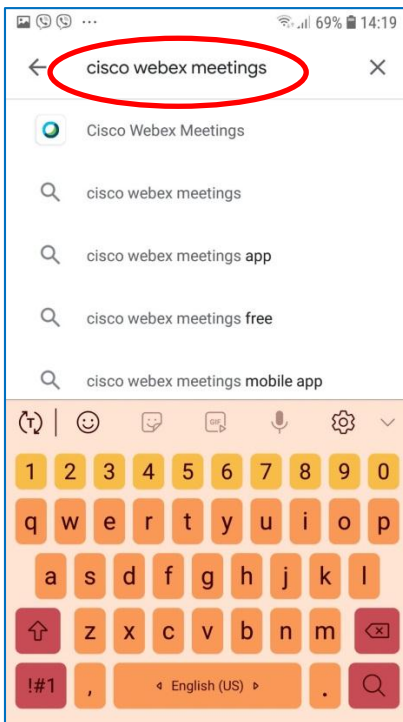 69% 14:19
cisco webex meetings
Cisco Webex Meetings
cisco webex meetings
cisco webex meetings app
cisco webex meetings free
cisco webex meetings mobile app
T GIF
1 2 3 4 5 6 7 8 9 0
q w e r t y u i o p
a s d f g h j k l
z x c v b n m
!#1 , English (US) .